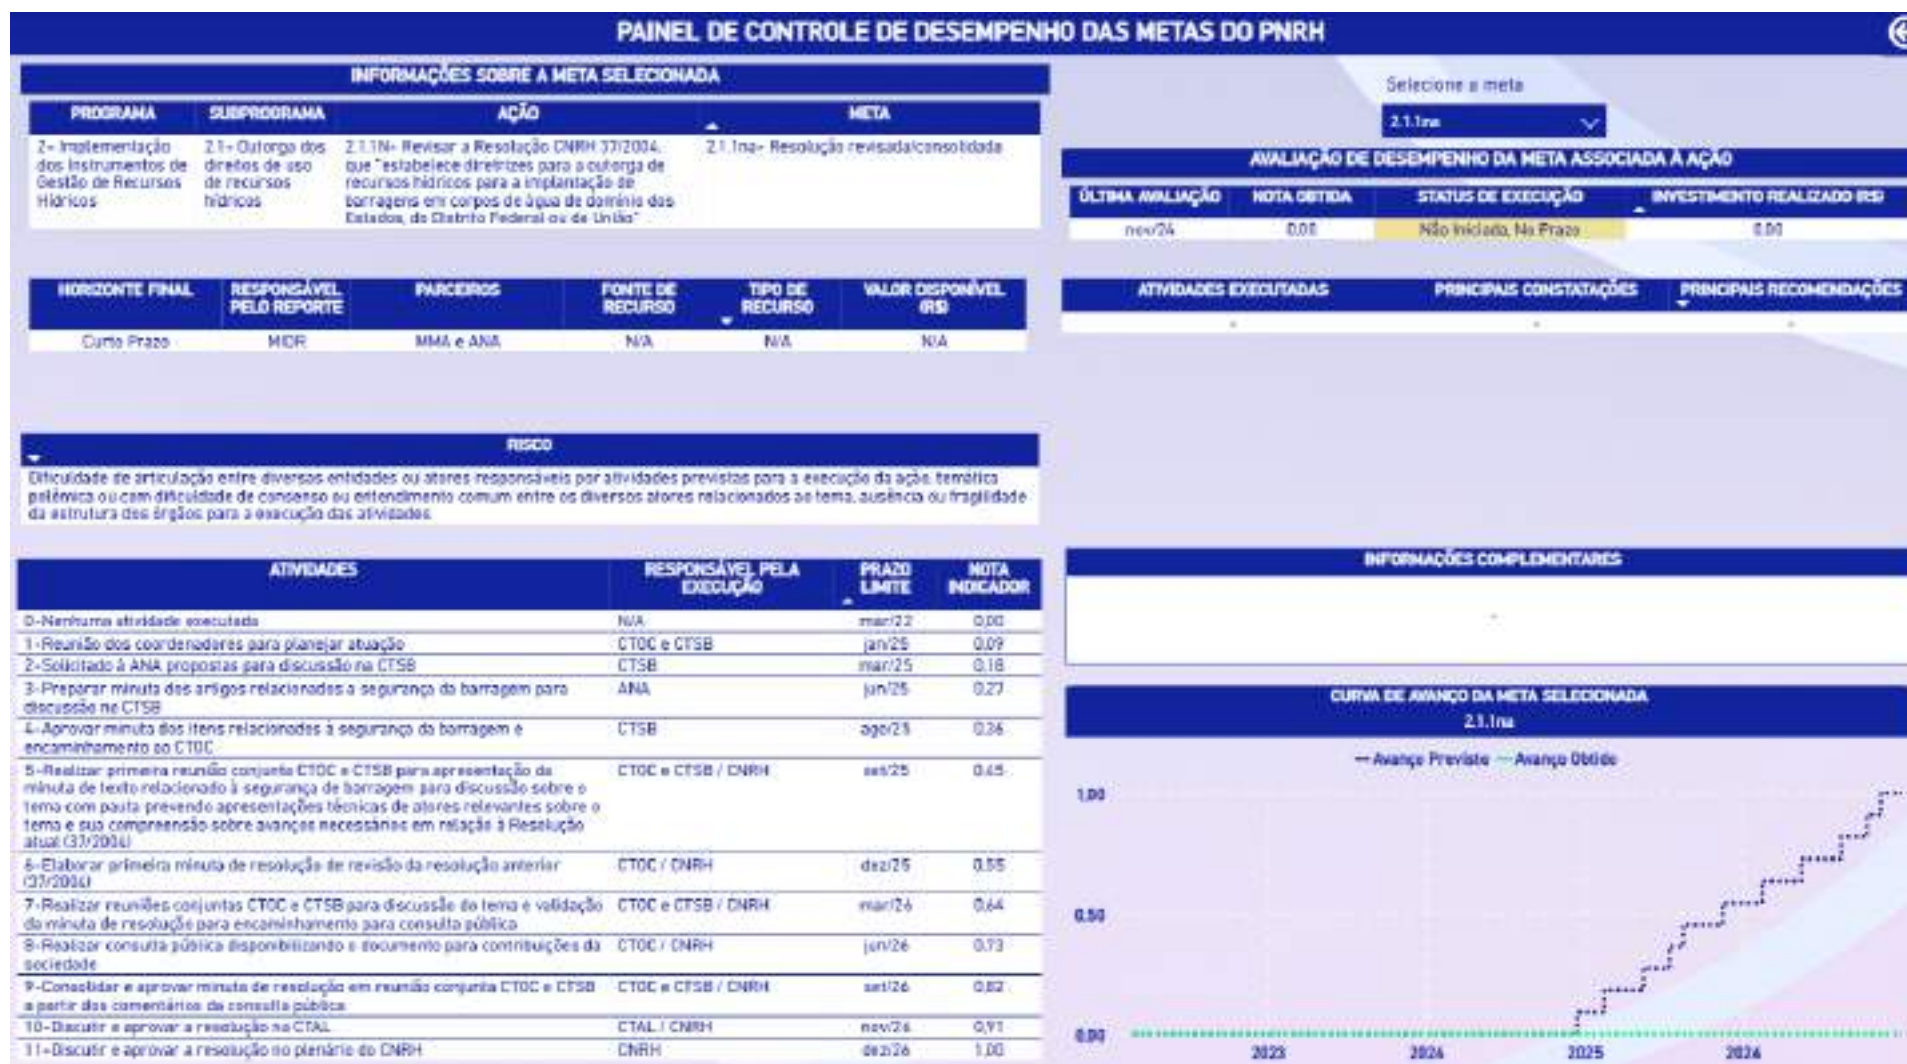 PAINEL DE CONTROLE DE DESEMPENHO DAS METAS DO PNRH
INFORMAÇÕES SOBRE A META SELECIONADA
PROGRAMA SUBPROGRAMA AÇÃO META
2- Implementação dos Instrumentos de Gestão de Recursos Hídricos
2.1- Outorga dos direitos de uso de recursos hídricos
2.1.1N- Revisar a Resolução CNRH 37/2004, que "estabelece diretrizes para a outorga de recursos hídricos para a implantação de barragens em corpos de água de domínio dos Estados, do Distrito Federal ou da União"
2.1.1na- Resolução revisada/consolidada
Selecione a meta
2.1.1na
AVALIAÇÃO DE DESEMPENHO DA META ASSOCIADA À AÇÃO
ÚLTIMA AVALIAÇÃO NOTA OBTIDA STATUS DE EXECUÇÃO INVESTIMENTO REALIZADO (R$)
nov/24 0,00 Não Iniciada, No Prazo 0,00
HORIZONTE FINAL RESPONSÁVEL PELO REPORTE PARCEIROS FONTE DE RECURSO TIPO DE RECURSO VALOR DISPONÍVEL (R$)
Curto Prazo MIDR MMA e ANA N/A N/A N/A
ATIVIDADES EXECUTADAS PRINCIPAIS CONSTATAÇÕES PRINCIPAIS RECOMENDAÇÕES
- - -
RISCO
Dificuldade de articulação entre diversas entidades ou atores responsáveis por atividades previstas para a execução da ação, temática
polêmica ou com dificuldade de consenso ou entendimento comum entre os diversos atores relacionados ao tema, ausência ou fragilidade
da estrutura dos órgãos para a execução das atividades
ATIVIDADES RESPONSÁVEL PELA EXECUÇÃO PRAZO LIMITE NOTA INDICADOR
0-Nenhuma atividade executada N/A mar/22 0,00
1-Reunião dos coordenadores para planejar atuação CTOC e CTSB jan/25 0,09
2-Solicitado à ANA propostas para discussão na CTSB CTSB mar/25 0,18
3-Preparar minuta dos artigos relacionados a segurança da barragem para
discussão na CTSB ANA jun/25 0,27
4-Aprovar minuta dos itens relacionados à segurança da barragem e
encaminhamento ao CTOC CTSB ago/25 0,36
5-Realizar primeira reunião conjunta CTOC e CTSB para apresentação da
minuta de texto relacionado à segurança de barragem para discussão sobre o
tema com pauta prevendo apresentações técnicas de atores relevantes sobre o
tema e sua compreensão sobre avanços necessários em relação à Resolução
atual (37/2004) CTOC e CTSB / CNRH set/25 0,45
6-Elaborar primeira minuta de resolução de revisão da resolução anterior
(37/2004) CTOC / CNRH dez/25 0,55
7-Realizar reuniões conjuntas CTOC e CTSB para discussão do tema e validação
da minuta de resolução para encaminhamento para consulta pública CTOC e CTSB / CNRH mar/26 0,64
8-Realizar consulta pública disponibilizando o documento para contribuições da
sociedade CTOC / CNRH jun/26 0,73
9-Consolidar e aprovar minuta de resolução em reunião conjunta CTOC e CTSB
a partir dos comentários da consulta pública CTOC e CTSB / CNRH set/26 0,82
10-Discutir e aprovar a resolução na CTAL CTAL / CNRH nov/26 0,91
11-Discutir e aprovar a resolução no plenário do CNRH CNRH dez/26 1,00
INFORMAÇÕES COMPLEMENTARES
-
CURVA DE AVANÇO DA META SELECIONADA
2.1.1na
Avanço Previsto Avanço Obtido
1,00
0,50
0,00
2023 2024 2025 2026